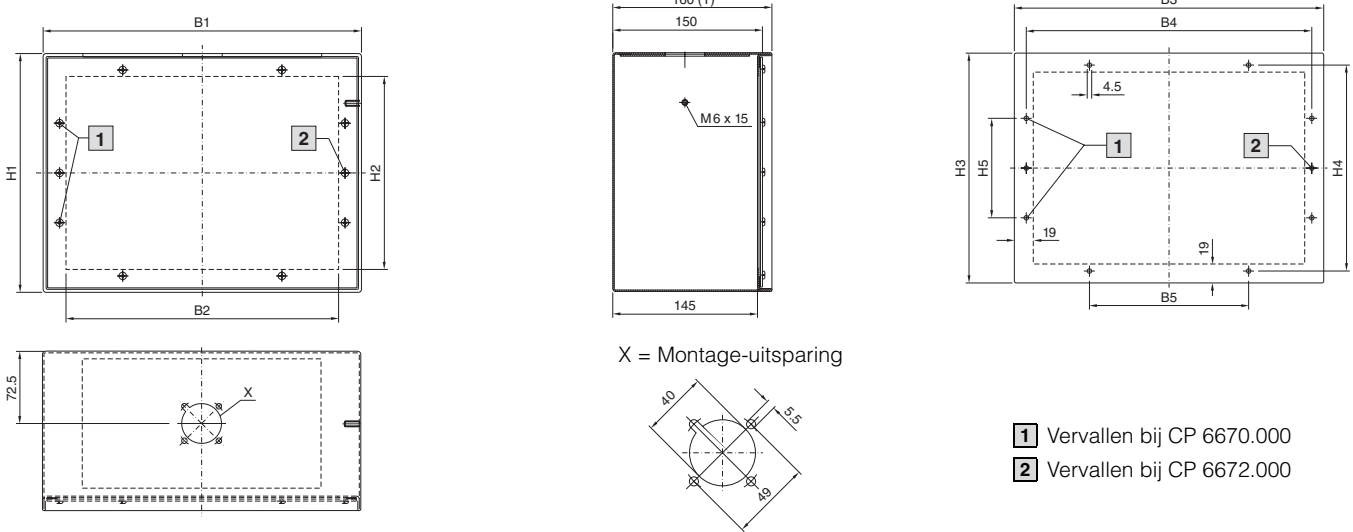 B1
H1
H2
1
2
B2
160 (T)
150
M6 x 15
145
B3
B4
4.5
1
2
H3
H5
H4
19
19
B5
72.5
X
X = Montage-uitsparing
40
5.5
49
1 Vervallen bij CP 6670.000
2 Vervallen bij CP 6672.000